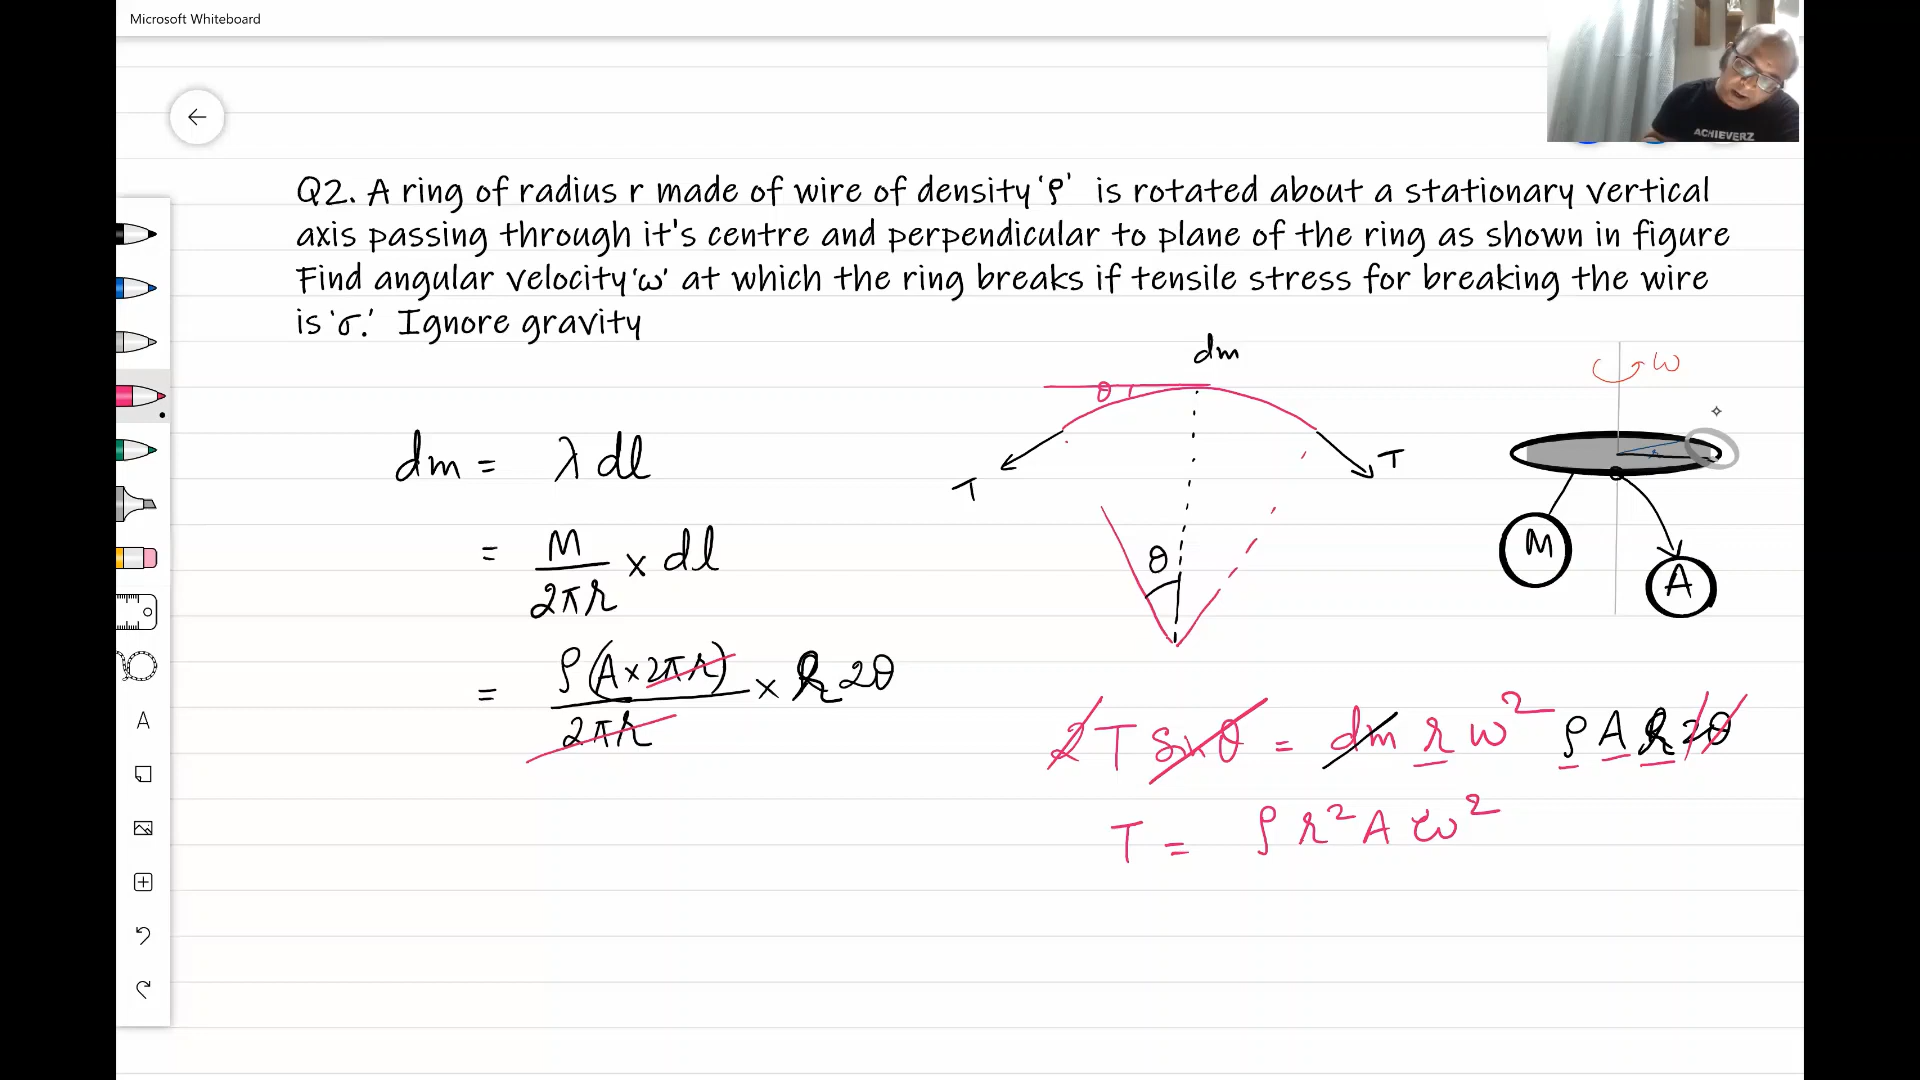 Microsoft Whiteboard
ACHIEVERZ
Q2. A ring of radius r made of wire of density 'ρ' is rotated about a stationary vertical
axis passing through it's centre and perpendicular to plane of the ring as shown in figure
Find angular velocity 'ω' at which the ring breaks if tensile stress for breaking the wire
is 'σ.' Ignore gravity
dm
θ
T
T
θ
ω
r
M
A
dm = λ dl
= M/2πr × dl
= ρ(A×2πr)/2πr × r 2θ
2T sin θ = dm r ω² ρ A r 2θ
T = ρ r² A ω²
A